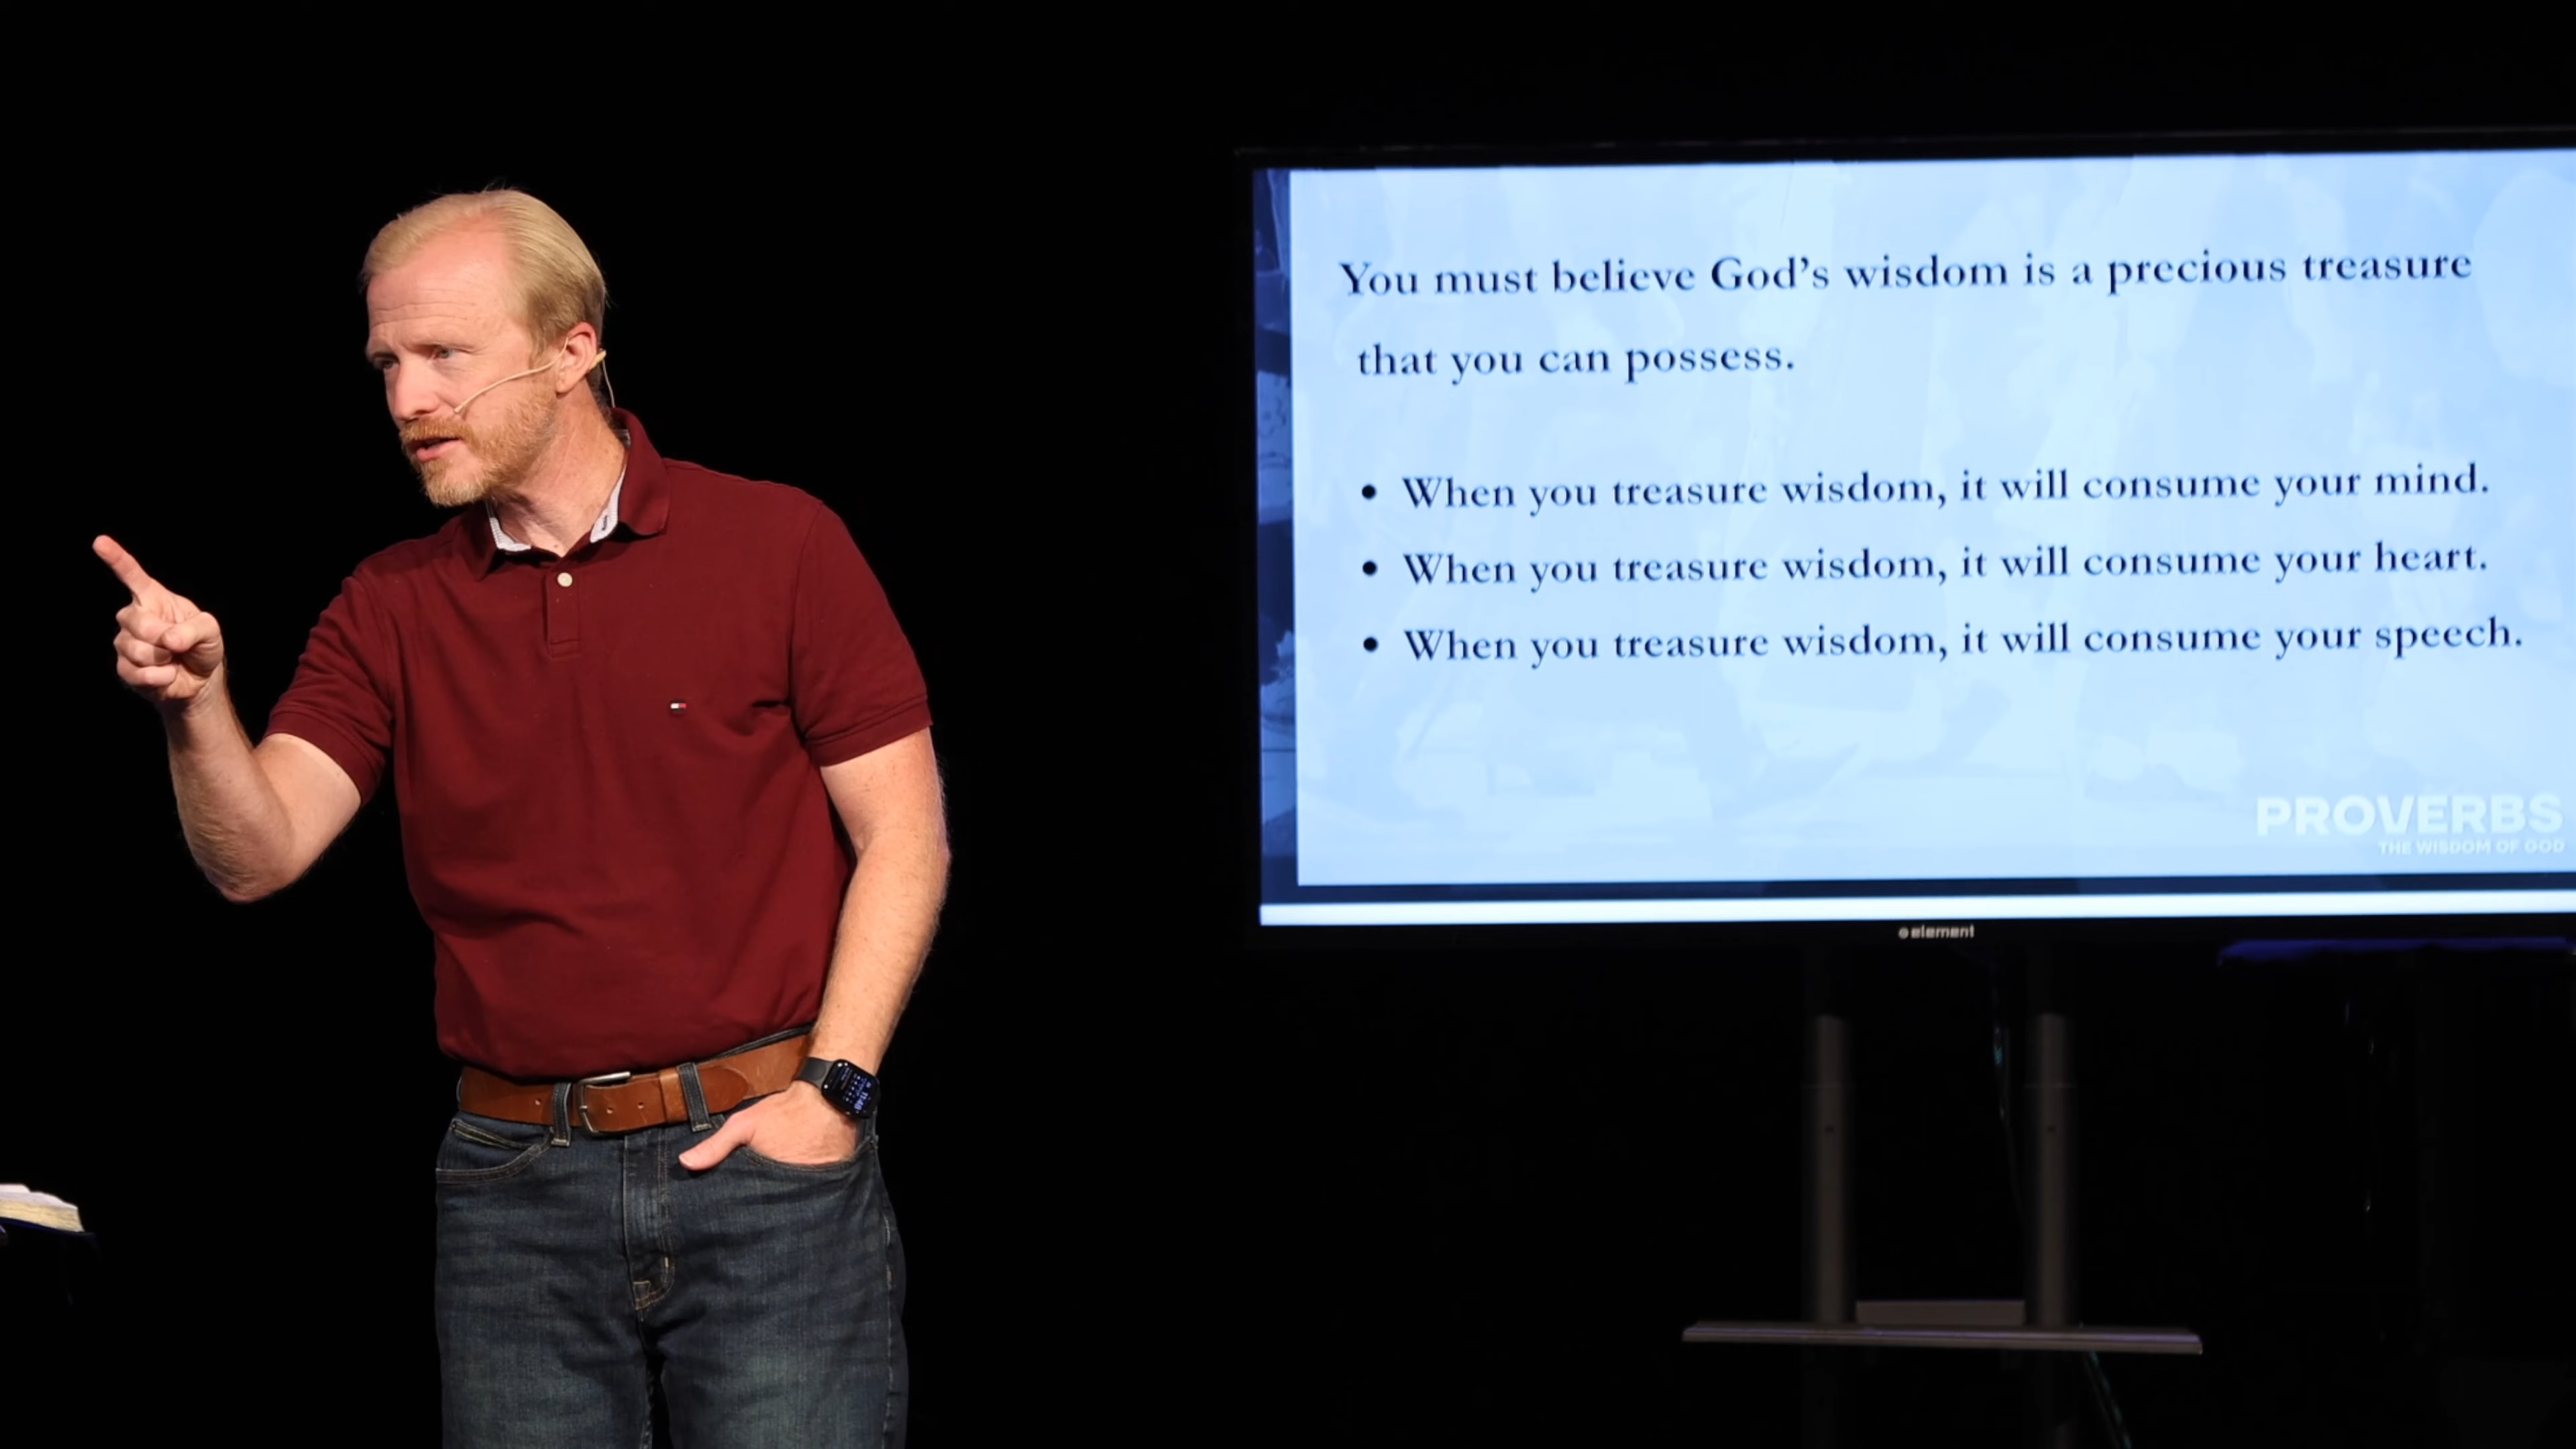 You must believe God’s wisdom is a precious treasure
that you can possess.
• When you treasure wisdom, it will consume your mind.
• When you treasure wisdom, it will consume your heart.
• When you treasure wisdom, it will consume your speech.
PROVERBS
THE WISDOM OF GOD
element